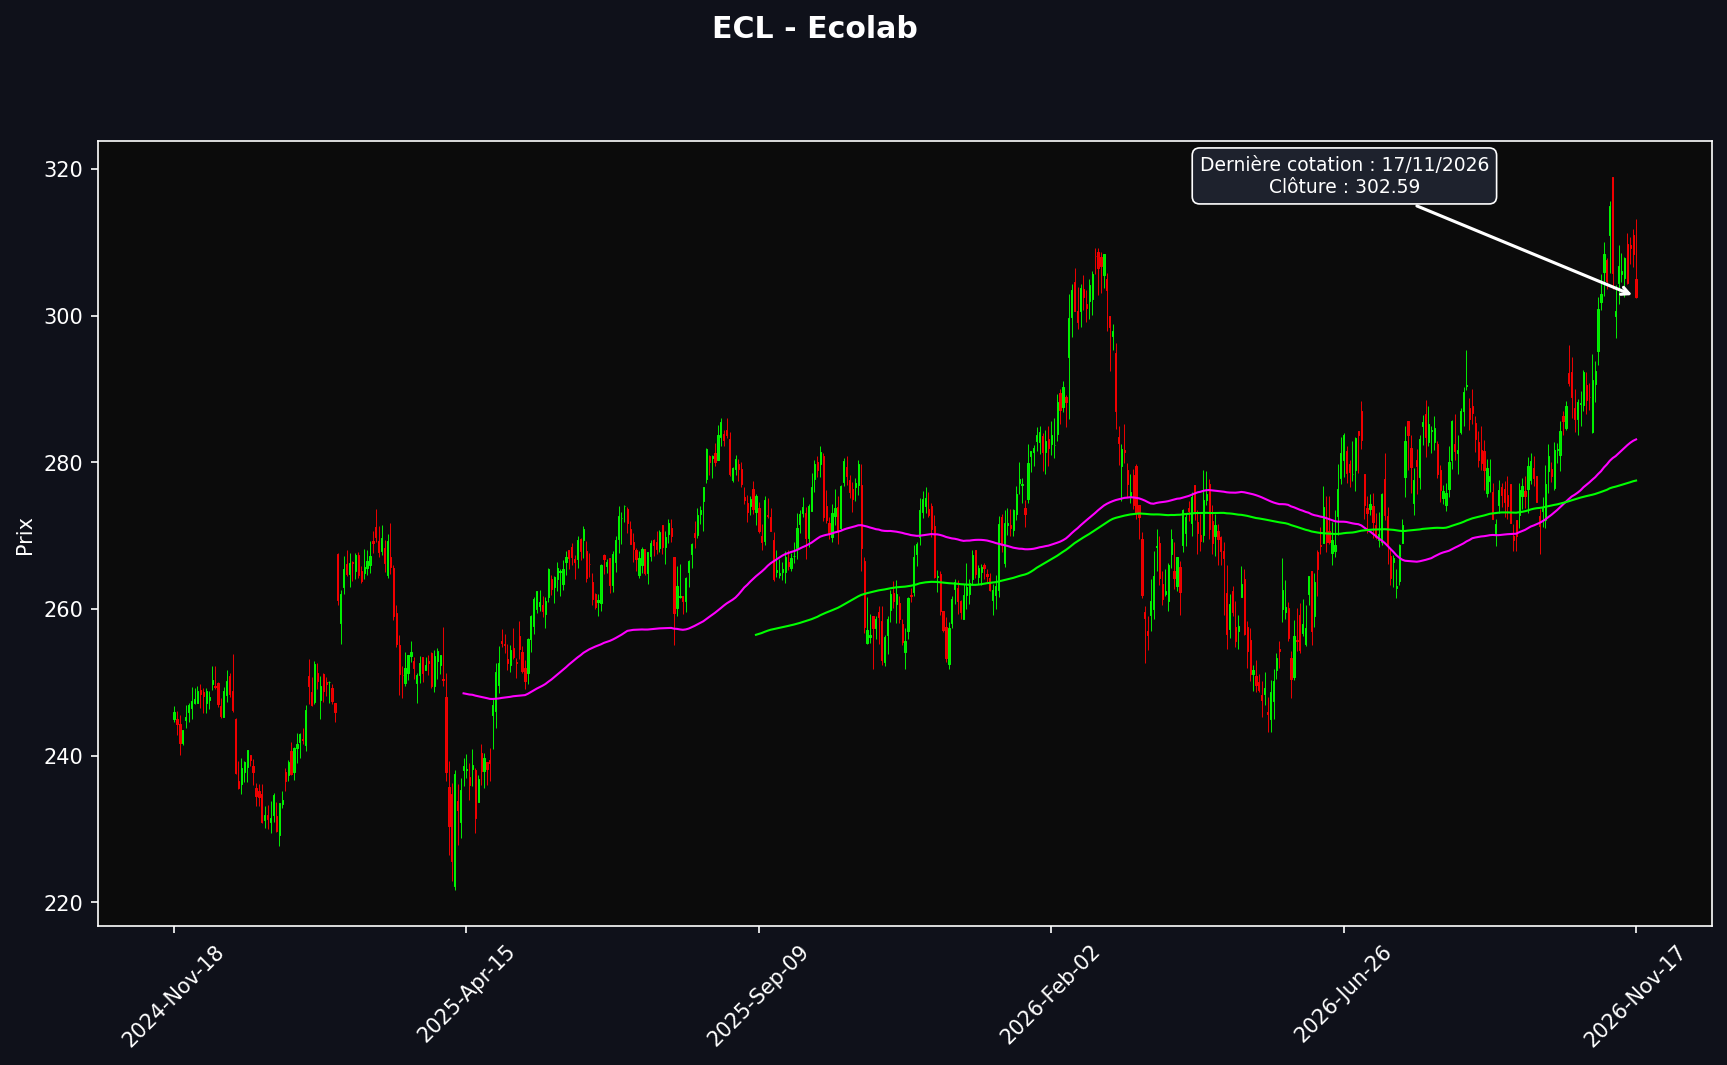 ECL - Ecolab
Dernière cotation : 17/11/2026
Clôture : 302.59
Prix
320
300
280
260
240
220
2024-Nov-18
2025-Apr-15
2025-Sep-09
2026-Feb-02
2026-Jun-26
2026-Nov-17